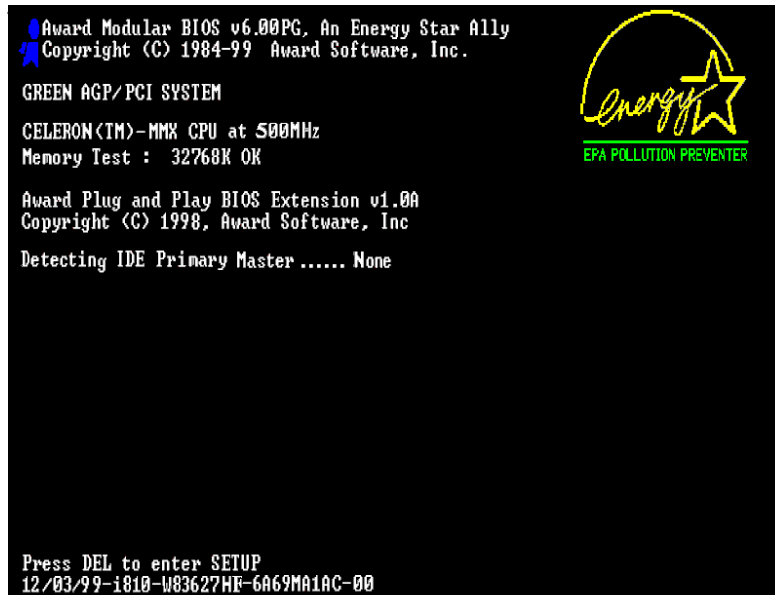 Award Modular BIOS v6.00PG, An Energy Star Ally
Copyright (C) 1984-99 Award Software, Inc.
GREEN AGP/PCI SYSTEM
CELERON(TM)-MMX CPU at 500MHz
Memory Test : 32768K OK
Award Plug and Play BIOS Extension v1.0A
Copyright (C) 1998, Award Software, Inc
Detecting IDE Primary Master ...... None
energy
EPA POLLUTION PREVENTER
Press DEL to enter SETUP
12/03/99-i810-W83627HF-6A69MA1AC-00